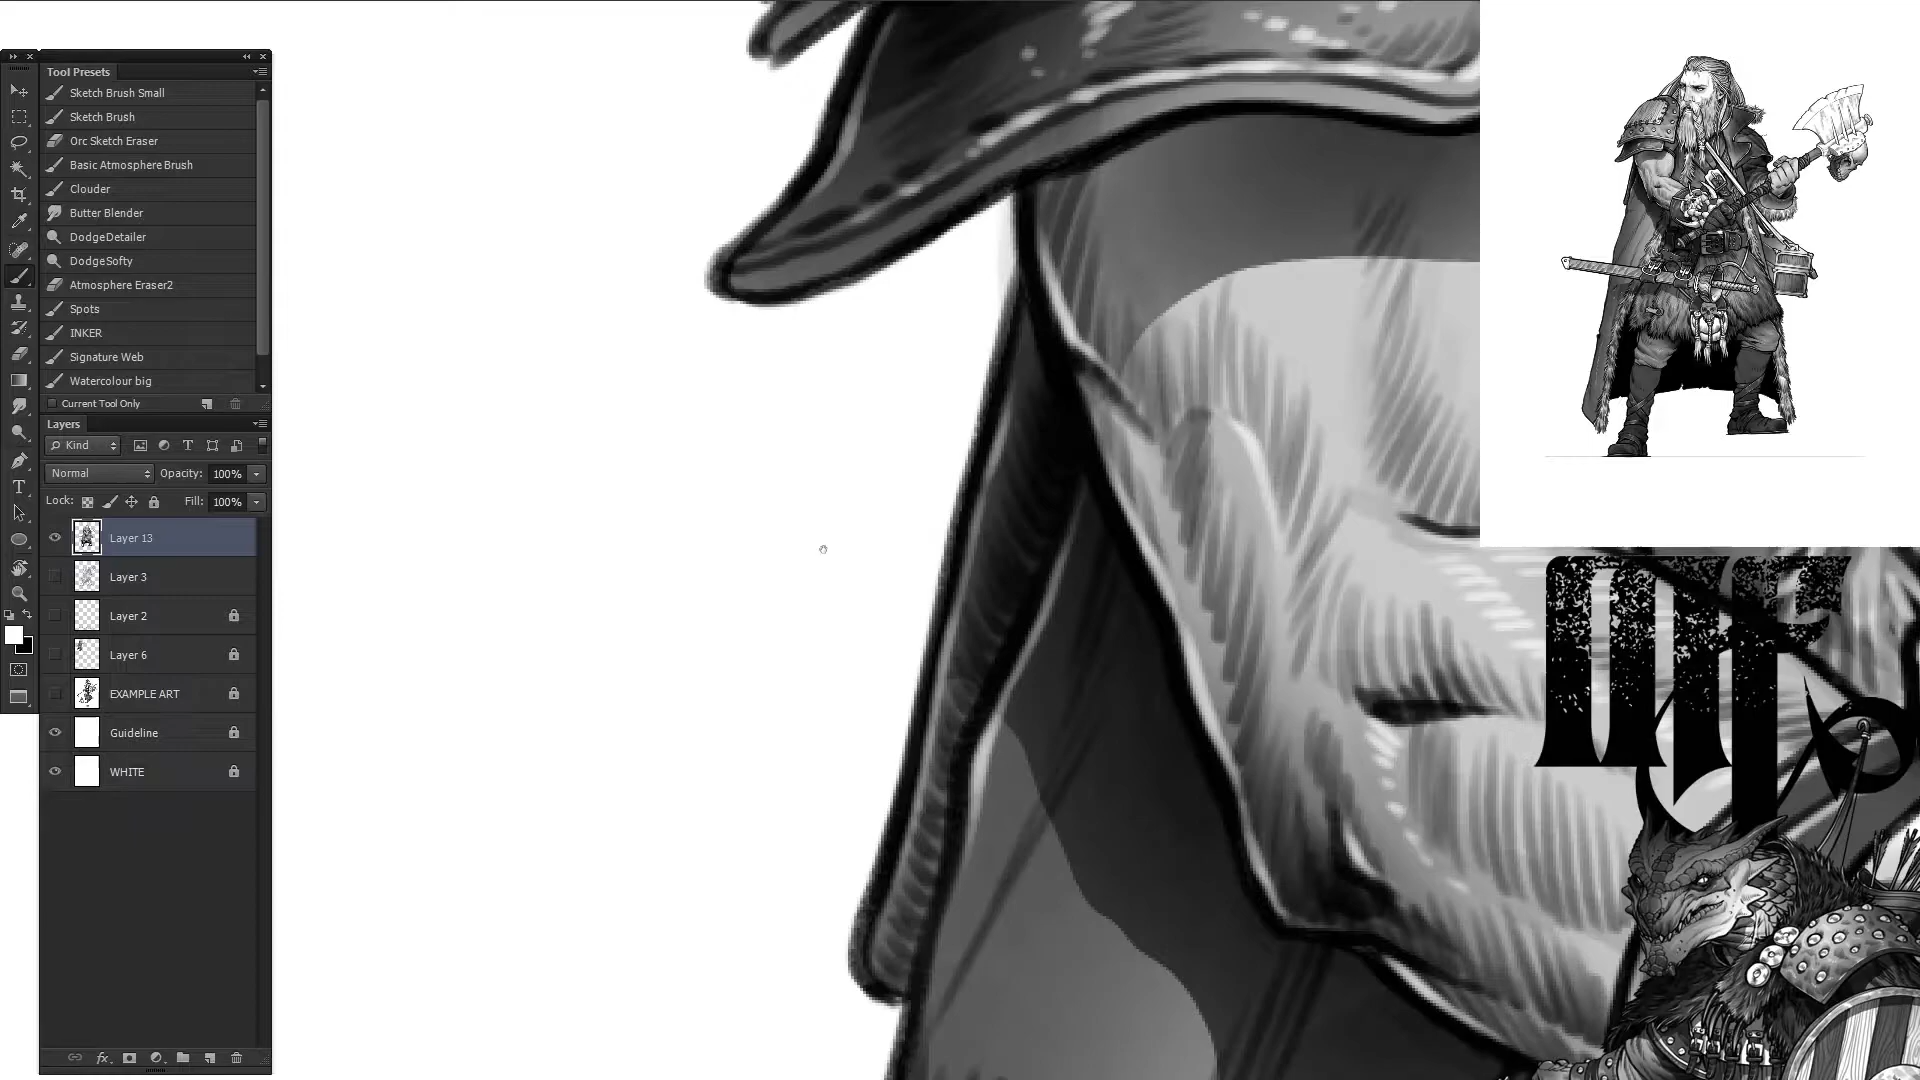 Tool Presets
Sketch Brush Small
Sketch Brush
Orc Sketch Eraser
Basic Atmosphere Brush
Clouder
Butter Blender
DodgeDetailer
DodgeSofty
Atmosphere Eraser2
Spots
INKER
Signature Web
Watercolour big
Current Tool Only
Layers
Kind
Normal
Opacity: 100%
Lock: Fill: 100%
Layer 13
Layer 3
Layer 2
Layer 6
EXAMPLE ART
Guideline
WHITE
fx